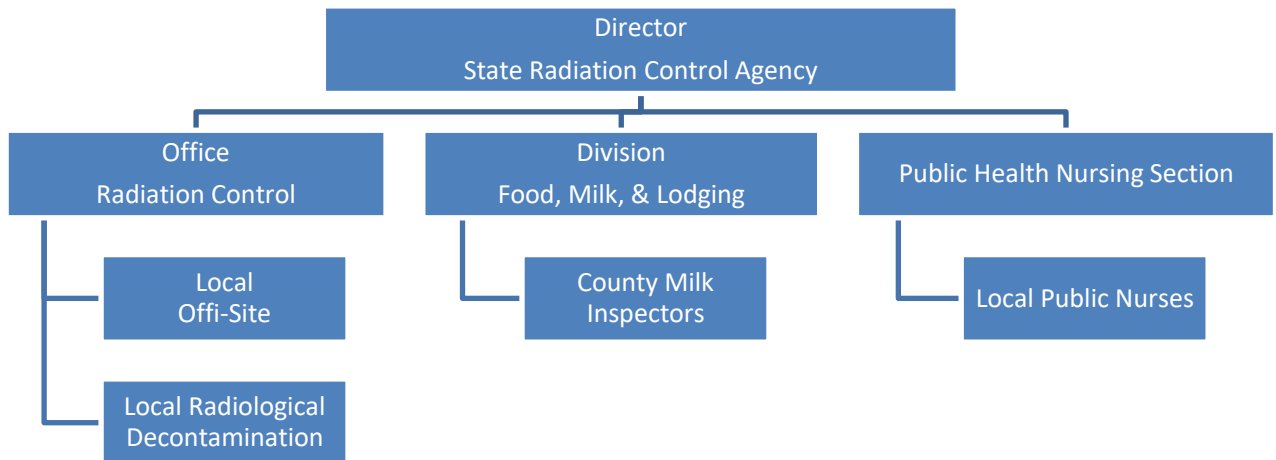 Director
State Radiation Control Agency
Office
Radiation Control
Division
Food, Milk, & Lodging
Public Health Nursing Section
Local
Offi-Site
County Milk
Inspectors
Local Public Nurses
Local Radiological
Decontamination